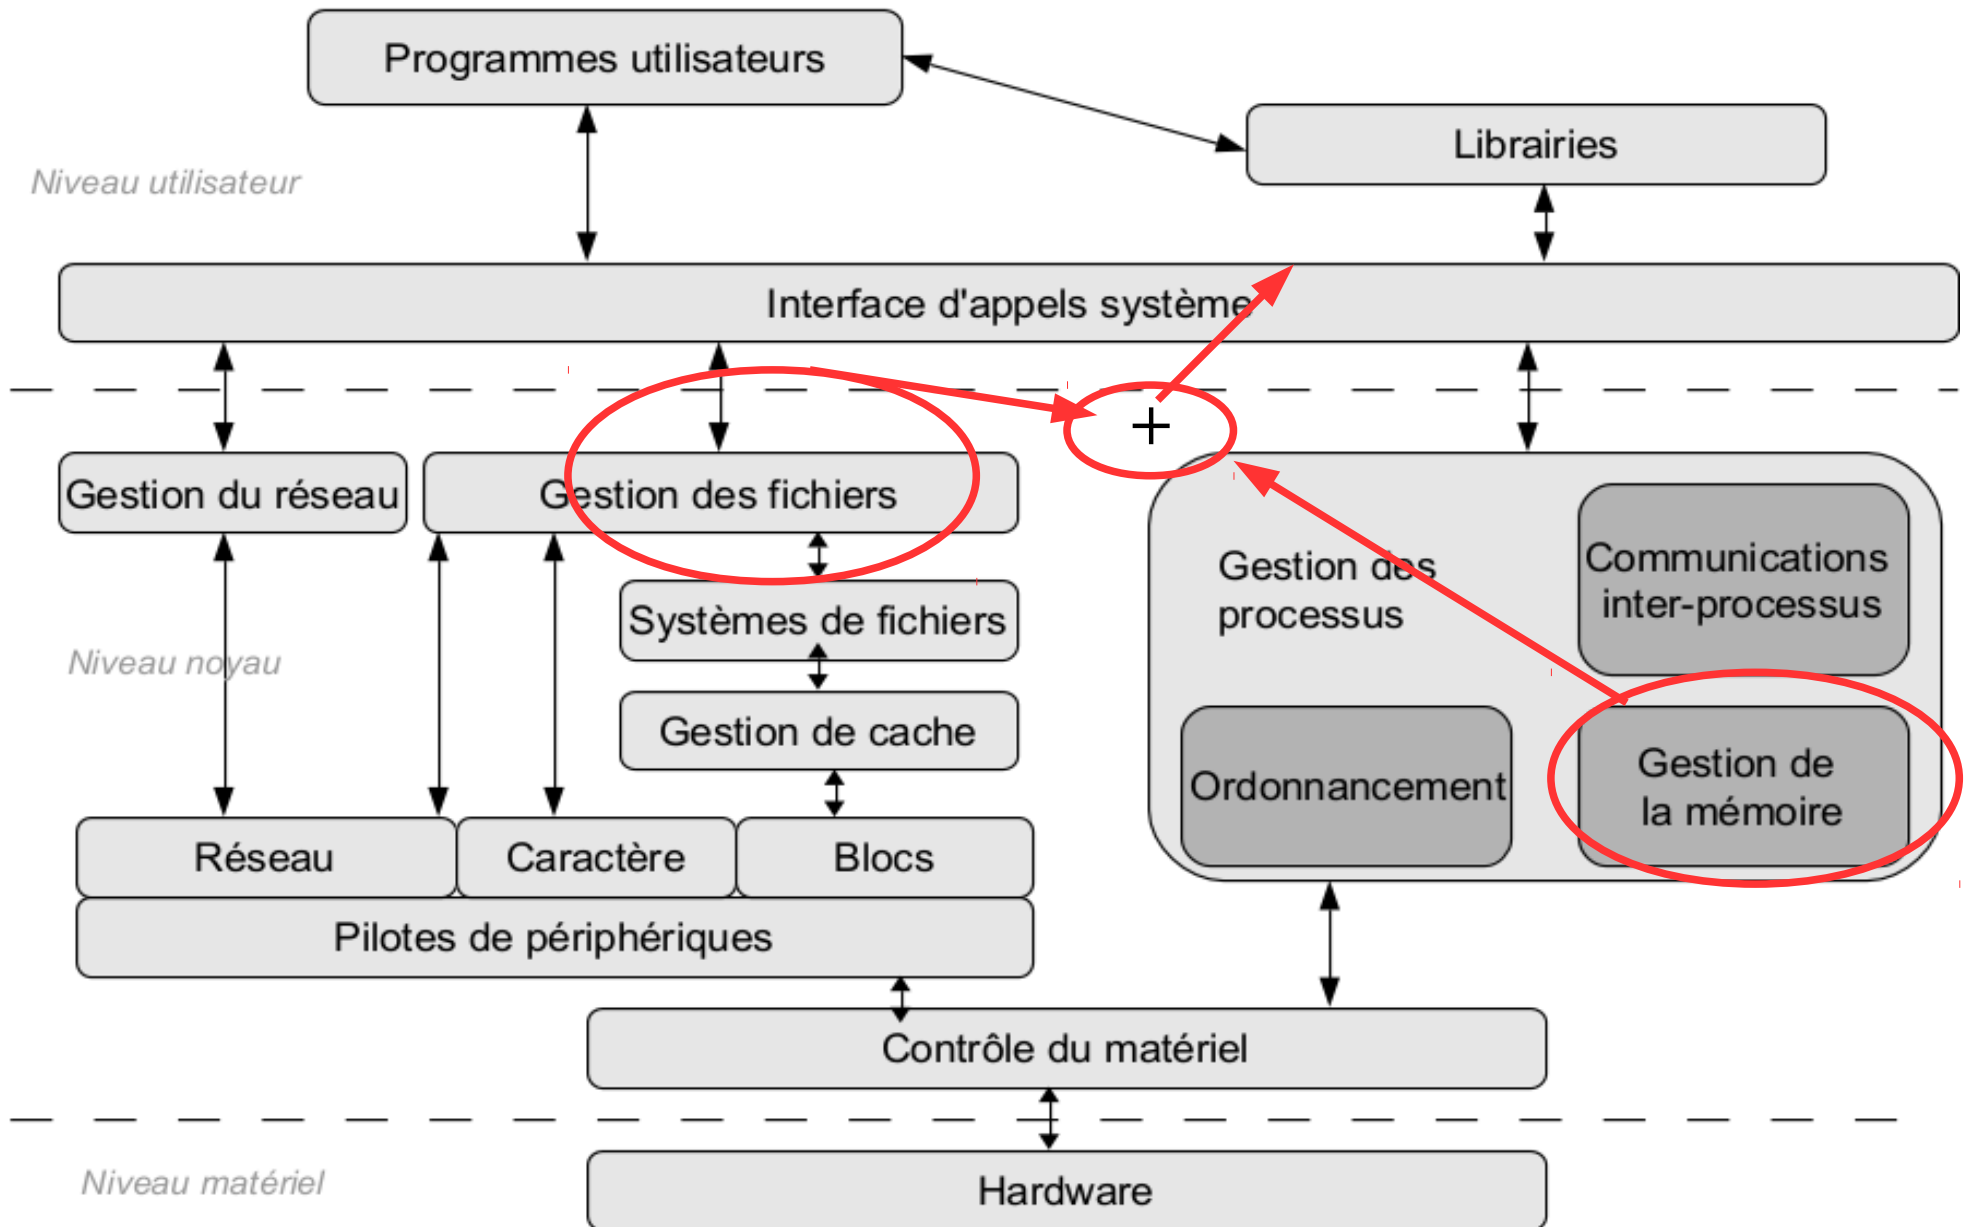 Programmes utilisateurs
Librairies
Niveau utilisateur
Interface d'appels système
+
Gestion du réseau
Gestion des fichiers
Gestion des
processus
Communications
inter-processus
Systèmes de fichiers
Niveau noyau
Gestion de cache
Ordonnancement
Gestion de
la mémoire
Réseau
Caractère
Blocs
Pilotes de périphériques
Contrôle du matériel
Niveau matériel
Hardware